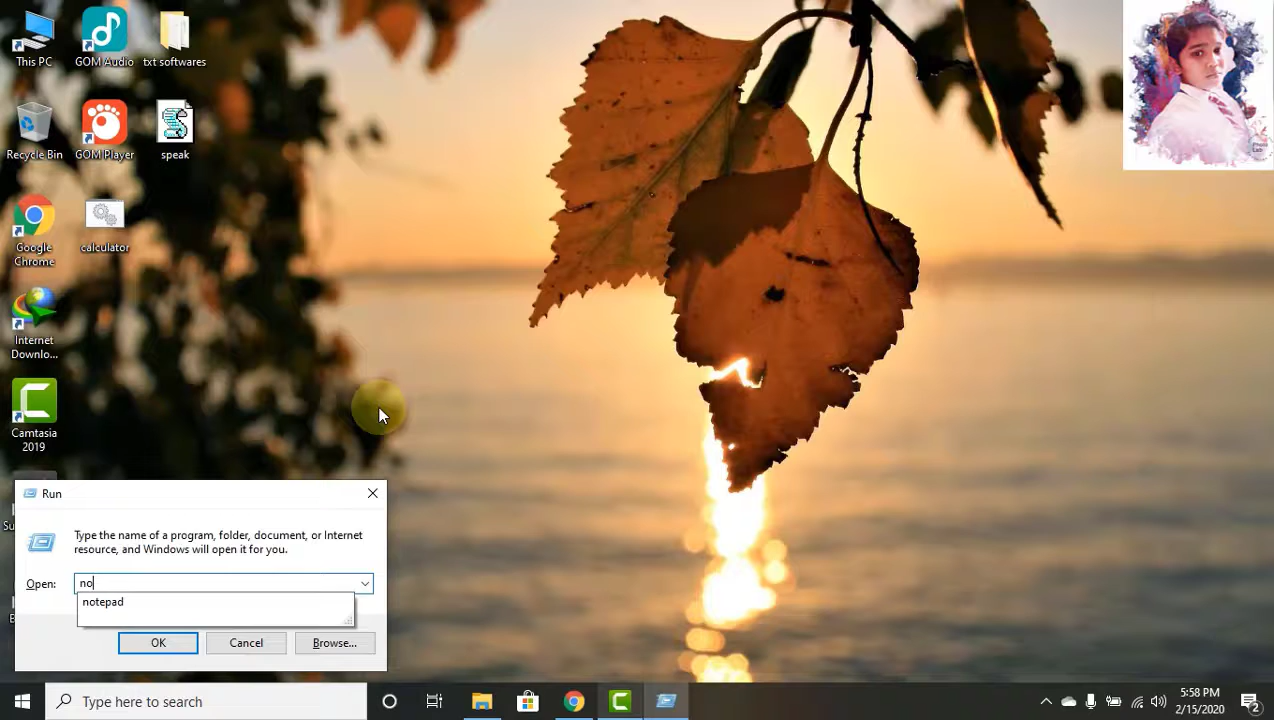 This PC
GOM Audio
txt softwares
Recycle Bin
GOM Player
speak
Google
Chrome
calculator
Internet
Downlo...
Camtasia
2019
Run
Type the name of a program, folder, document, or Internet
resource, and Windows will open it for you.
Open:
no
notepad
OK
Cancel
Browse...
Type here to search
5:58 PM
2/15/2020
2